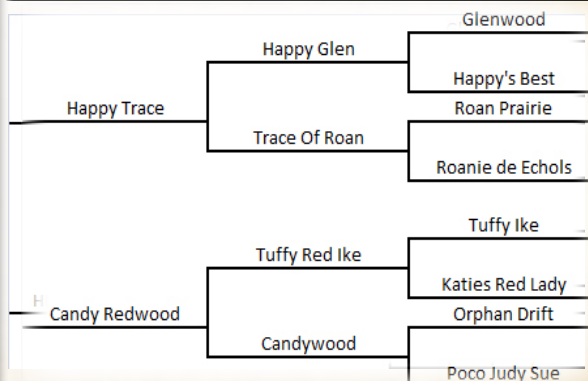 Glenwood
Happy Glen
Happy's Best
Happy Trace
Roan Prairie
Trace Of Roan
Roanie de Echols
Tuffy Ike
Tuffy Red Ike
Katies Red Lady
Candy Redwood
Orphan Drift
Candywood
Poco Judy Sue